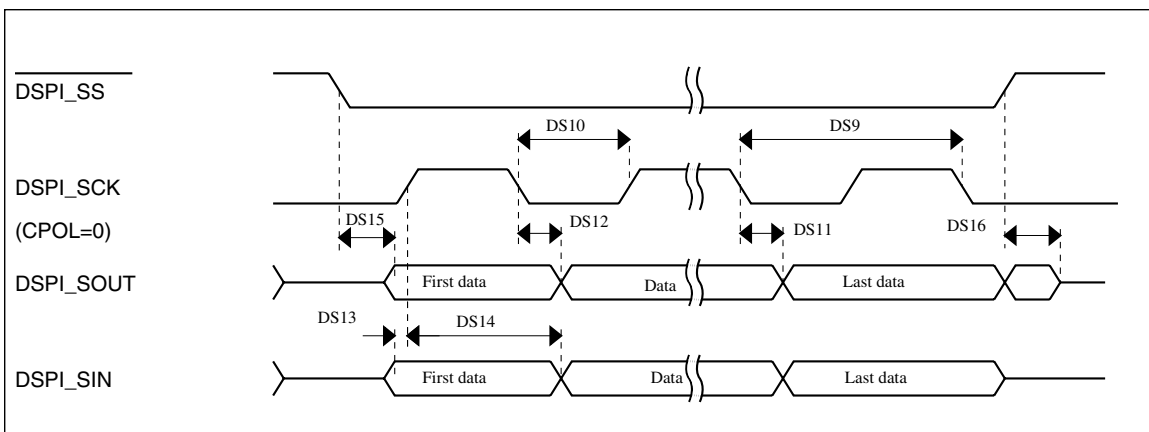 DSPI_SS
DS10
DS9
DSPI_SCK
(CPOL=0)
DS15
DS12
DS11
DS16
DSPI_SOUT
First data
Data
Last data
DS13
DS14
DSPI_SIN
First data
Data
Last data